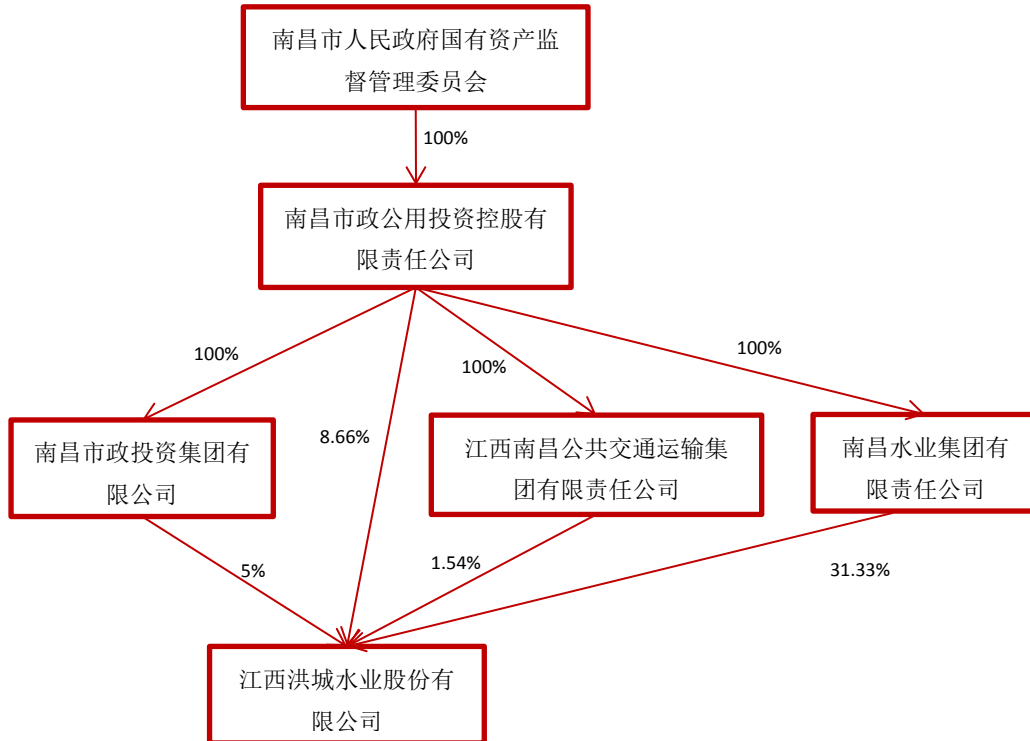 南昌市人民政府国有资产监
督管理委员会
100%
南昌市政公用投资控股有
限责任公司
100%
100%
100%
8.66%
南昌市政投资集团有
限公司
江西南昌公共交通运输集
团有限责任公司
南昌水业集团有
限责任公司
5%
1.54%
31.33%
江西洪城水业股份有
限公司